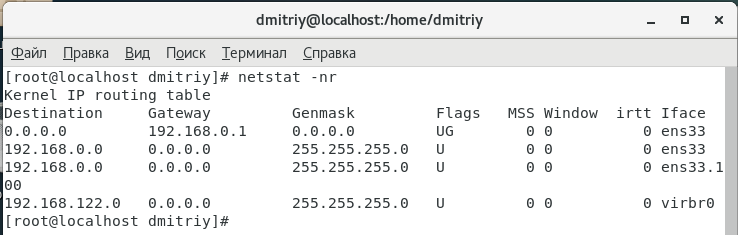 dmitriy@localhost:/home/dmitriy
Файл Правка Вид Поиск Терминал Справка
[root@localhost dmitriy]# netstat -nr
Kernel IP routing table
Destination     Gateway         Genmask         Flags   MSS Window  irtt Iface
0.0.0.0         192.168.0.1     0.0.0.0         UG        0 0          0 ens33
192.168.0.0     0.0.0.0         255.255.255.0   U         0 0          0 ens33
192.168.0.0     0.0.0.0         255.255.255.0   U         0 0          0 ens33.1
00
192.168.122.0   0.0.0.0         255.255.255.0   U         0 0          0 virbr0
[root@localhost dmitriy]#